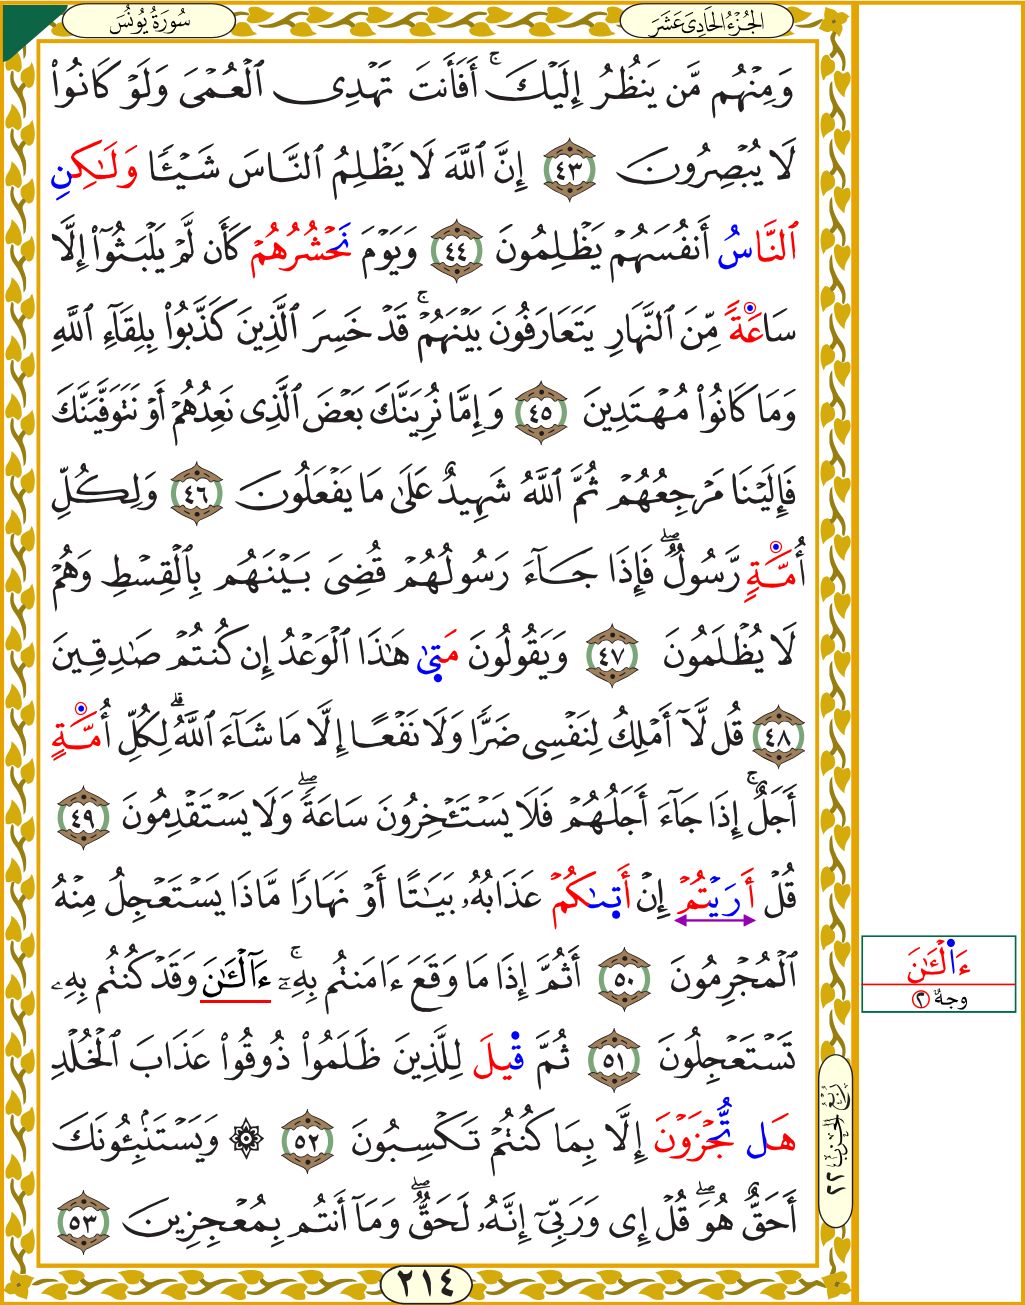 سُورَةُ يُونُسَ
الجُزْءُ الحَادِىَ عَشَرَ
وَمِنْهُم مَّن يَنظُرُ إِلَيْكَ ۚ أَفَأَنتَ تَهْدِى ٱلْعُمْىَ وَلَوْ كَانُوا۟
لَا يُبْصِرُونَ ٤٣ إِنَّ ٱللَّهَ لَا يَظْلِمُ ٱلنَّاسَ شَيْـًٔا وَلَـٰكِنِ
ٱلنَّاسُ أَنفُسَهُمْ يَظْلِمُونَ ٤٤ وَيَوْمَ نَحْشُرُهُمْ كَأَن لَّمْ يَلْبَثُوٓا۟ إِلَّا
سَاعَةً مِّنَ ٱلنَّهَارِ يَتَعَارَفُونَ بَيْنَهُمْ ۚ قَدْ خَسِرَ ٱلَّذِينَ كَذَّبُوا۟ بِلِقَآءِ ٱللَّهِ
وَمَا كَانُوا۟ مُهْتَدِينَ ٤٥ وَإِمَّا نُرِيَنَّكَ بَعْضَ ٱلَّذِى نَعِدُهُمْ أَوْ نَتَوَفَّيَنَّكَ
فَإِلَيْنَا مَرْجِعُهُمْ ثُمَّ ٱللَّهُ شَهِيدٌ عَلَىٰ مَا يَفْعَلُونَ ٤٦ وَلِكُلِّ
أُمَّةٍ رَّسُولٌ ۖ فَإِذَا جَآءَ رَسُولُهُمْ قُضِىَ بَيْنَهُم بِٱلْقِسْطِ وَهُمْ
لَا يُظْلَمُونَ ٤٧ وَيَقُولُونَ مَتَىٰ هَـٰذَا ٱلْوَعْدُ إِن كُنتُمْ صَـٰدِقِينَ
٤٨ قُل لَّآ أَمْلِكُ لِنَفْسِى ضَرًّا وَلَا نَفْعًا إِلَّا مَا شَآءَ ٱللَّهُ ۗ لِكُلِّ أُمَّةٍ
أَجَلٌ ۚ إِذَا جَآءَ أَجَلُهُمْ فَلَا يَسْتَـْٔخِرُونَ سَاعَةً ۖ وَلَا يَسْتَقْدِمُونَ ٤٩
قُلْ أَرَيْتُمْ إِنْ أَتَىٰكُمْ عَذَابُهُۥ بَيَـٰتًا أَوْ نَهَارًا مَّاذَا يَسْتَعْجِلُ مِنْهُ
ٱلْمُجْرِمُونَ ٥٠ أَثُمَّ إِذَا مَا وَقَعَ ءَامَنتُم بِهِۦٓ ۚ ءَآلْـَٔـٰنَ وَقَدْ كُنتُم بِهِۦ
تَسْتَعْجِلُونَ ٥١ ثُمَّ قِيلَ لِلَّذِينَ ظَلَمُوا۟ ذُوقُوا۟ عَذَابَ ٱلْخُلْدِ
هَل تُّجْزَوْنَ إِلَّا بِمَا كُنتُمْ تَكْسِبُونَ ٥٢ ۞ وَيَسْتَنۢبِـُٔونَكَ
أَحَقٌّ هُوَ ۖ قُلْ إِى وَرَبِّىٓ إِنَّهُۥ لَحَقٌّ ۖ وَمَآ أَنتُم بِمُعْجِزِينَ ٥٣
ءَاْلْـَٔـٰنَ
وجهٌ ٢
رُبْعُ الحِزْبِ ٢٢
٢١٤